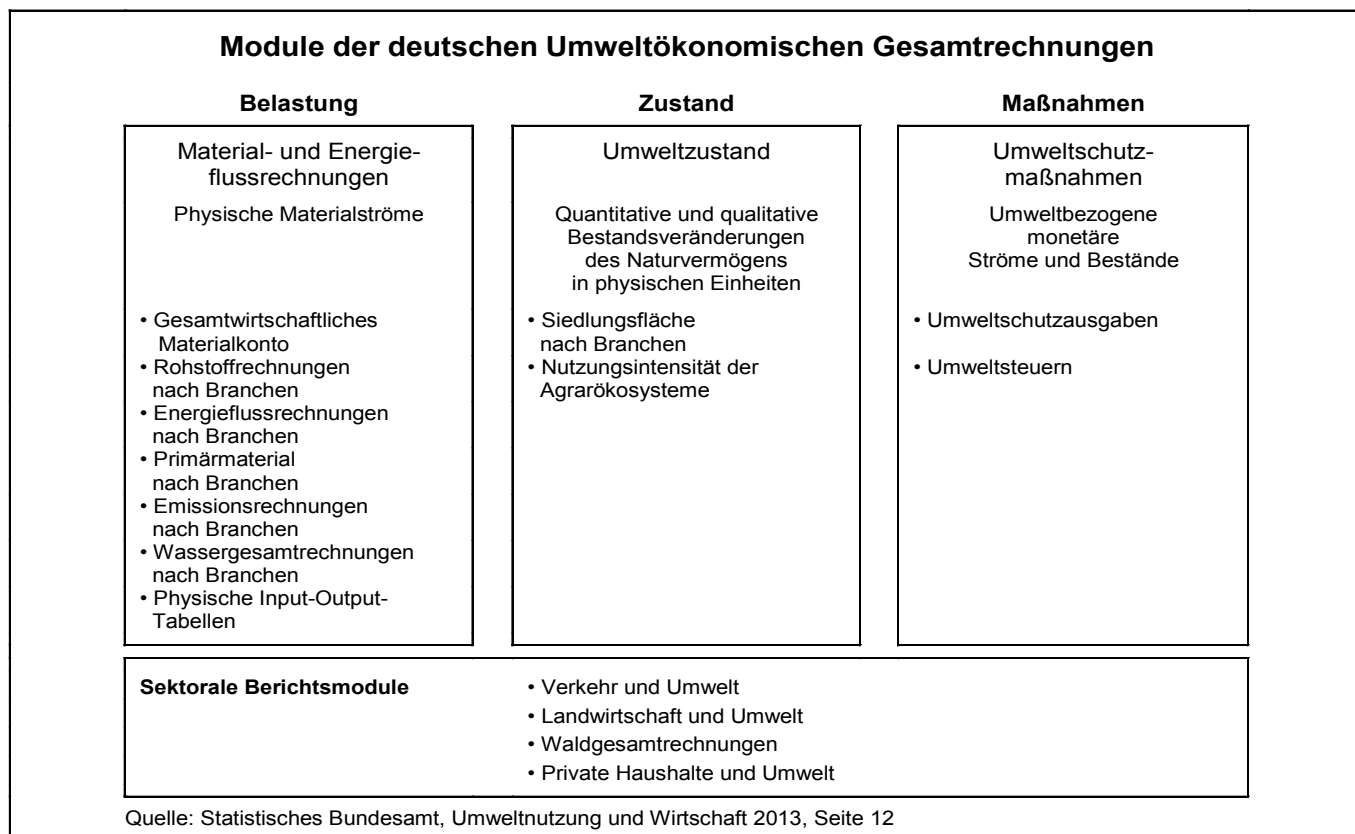 Module der deutschen Umweltökonomischen Gesamtrechnungen
Belastung
Material- und Energie-
flussrechnungen
Physische Materialströme
• Gesamtwirtschaftliches
Materialkonto
• Rohstoffrechnungen
nach Branchen
• Energieflussrechnungen
nach Branchen
• Primärmaterial
nach Branchen
• Emissionsrechnungen
nach Branchen
• Wassergesamtrechnungen
nach Branchen
• Physische Input-Output-
Tabellen
Zustand
Umweltzustand
Quantitative und qualitative
Bestandsveränderungen
des Naturvermögens
in physischen Einheiten
• Siedlungsfläche
nach Branchen
• Nutzungsintensität der
Agrarökosysteme
Maßnahmen
Umweltschutz-
maßnahmen
Umweltbezogene
monetäre
Ströme und Bestände
• Umweltschutzausgaben
• Umweltsteuern
Sektorale Berichtsmodule
• Verkehr und Umwelt
• Landwirtschaft und Umwelt
• Waldgesamtrechnungen
• Private Haushalte und Umwelt
Quelle: Statistisches Bundesamt, Umweltnutzung und Wirtschaft 2013, Seite 12